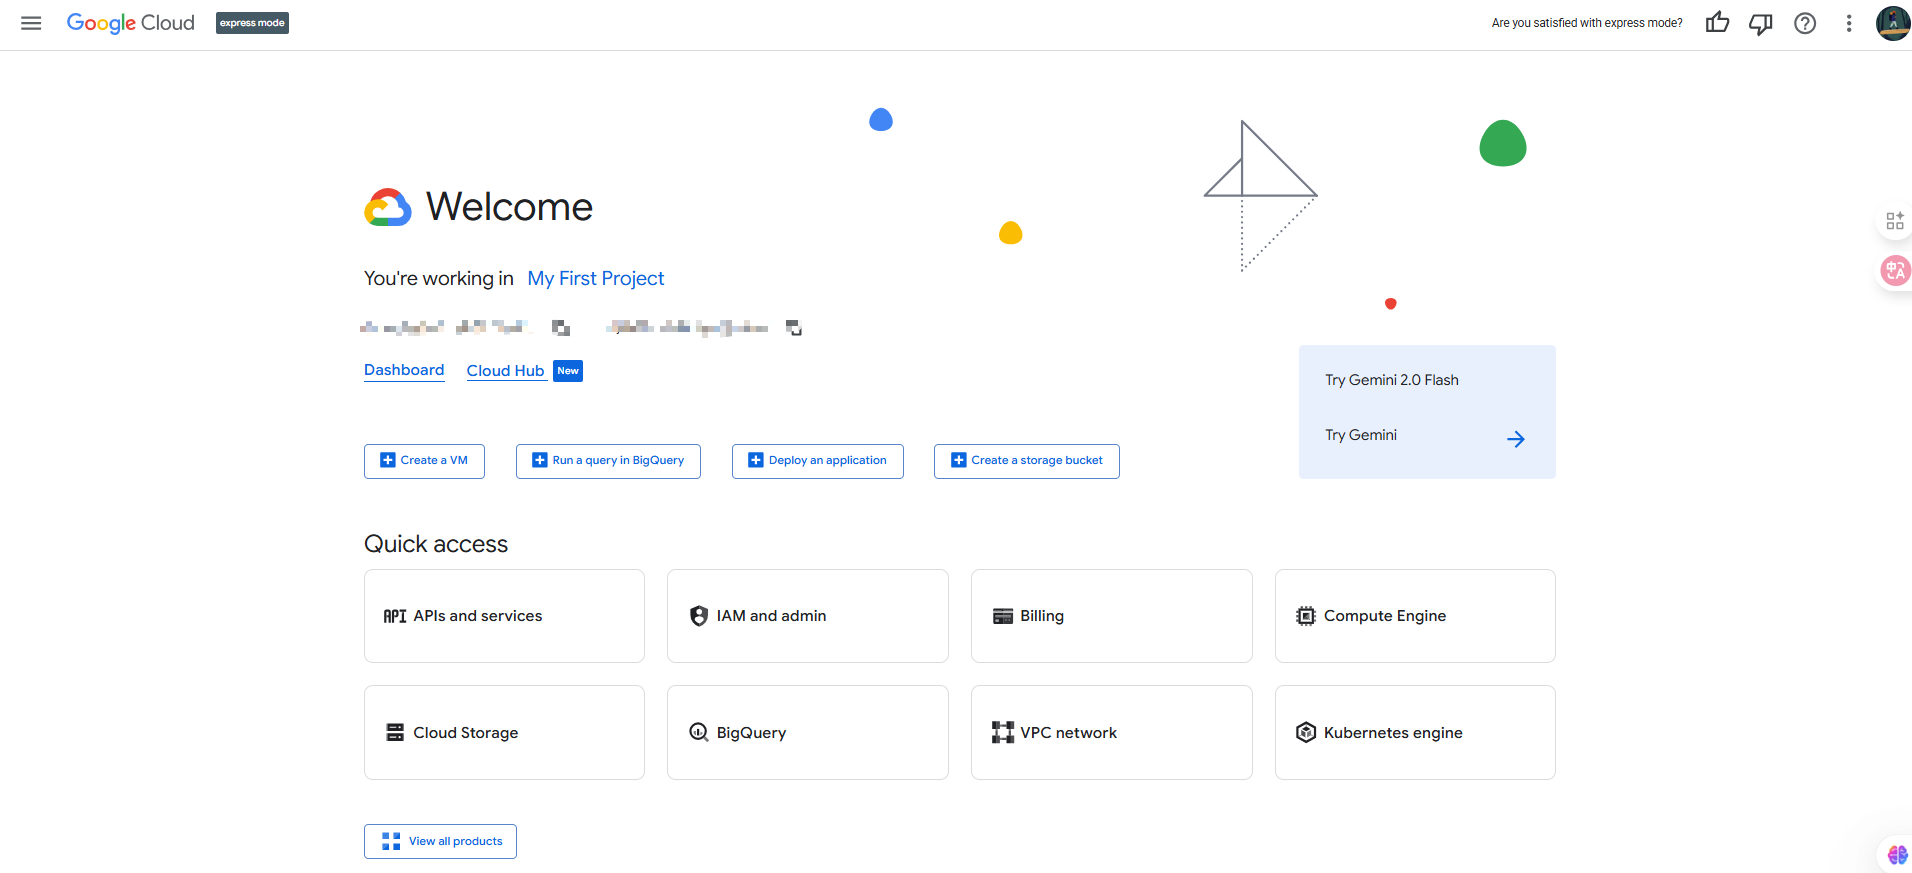 Google Cloud express mode Are you satisfied with express mode?
Welcome
You're working in My First Project
Dashboard Cloud Hub New
Try Gemini 2.0 Flash
Try Gemini
Create a VM Run a query in BigQuery Deploy an application Create a storage bucket
Quick access
API APIs and services IAM and admin Billing Compute Engine
Cloud Storage BigQuery VPC network Kubernetes engine
View all products
中A